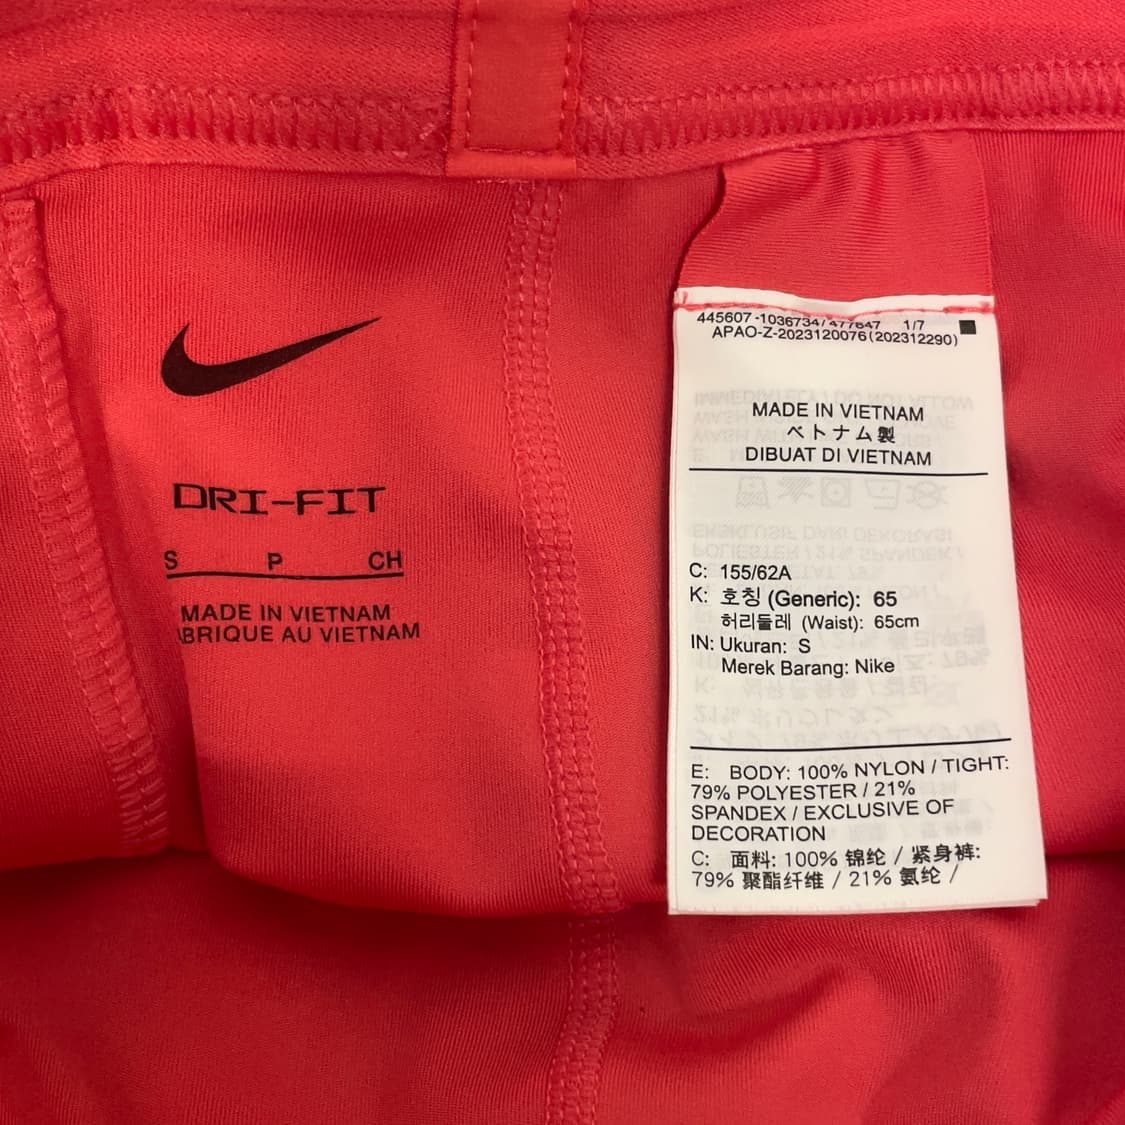 DRI-FIT
S P CH
MADE IN VIETNAM
ABRIQUE AU VIETNAM
445607-1036734/477647 1/7
APAO-Z-2023120076(202312290)
MADE IN VIETNAM
ベトナム製
DIBUAT DI VIETNAM
C: 155/62A
K: 호칭 (Generic): 65
허리둘레 (Waist): 65cm
IN: Ukuran: S
Merek Barang: Nike
E: BODY: 100% NYLON / TIGHT:
79% POLYESTER / 21%
SPANDEX / EXCLUSIVE OF
DECORATION
C: 面料: 100% 锦纶 / 紧身裤:
79% 聚酯纤维 / 21% 氨纶 /